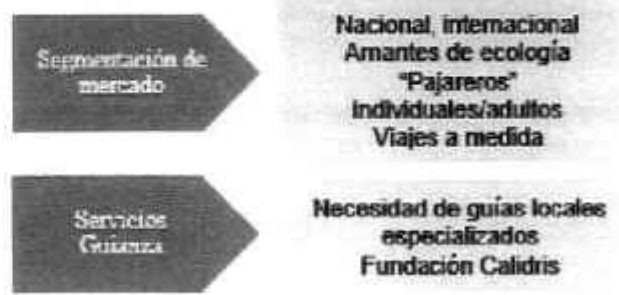 Segmentación de
mercado
Nacional, internacional
Amantes de ecología
"Pajareros"
Individuales/adultos
Viajes a medida
Servicios
Guianza
Necesidad de guías locales
especializados
Fundación Calidris